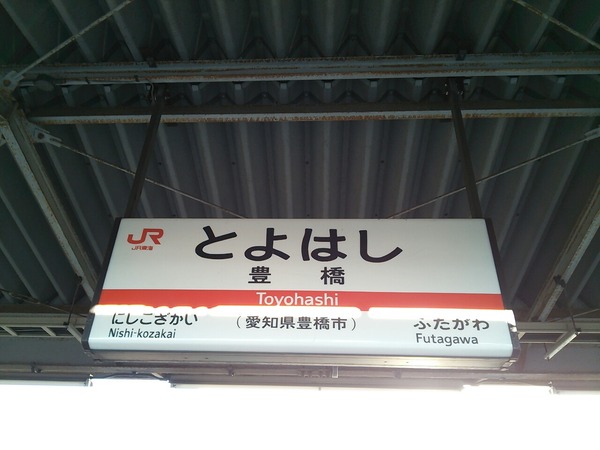 JR
JR東海
とよはし
豊橋
Toyohashi
にしこざかい
Nishi-kozakai
(愛知県豊橋市)
ふたがわ
Futagawa